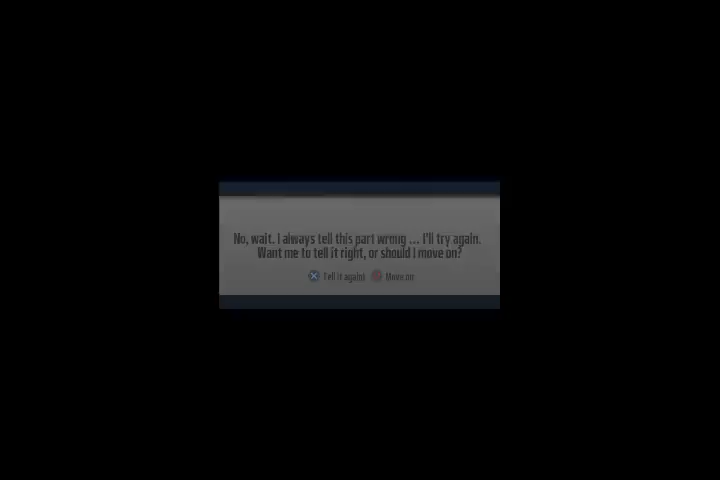 No, wait. I always tell this part wrong ... I'll try again.
Want me to tell it right, or should I move on?
Tell it again! Move on